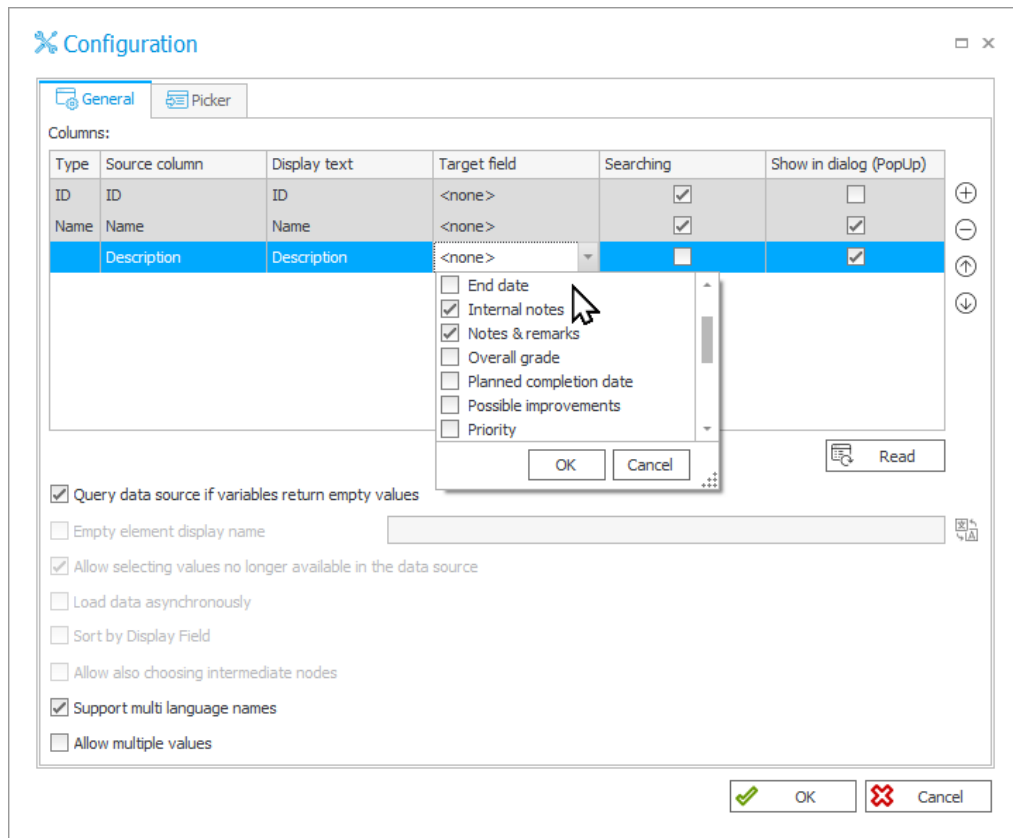 Configuration
General Picker
Columns:
Type Source column Display text Target field Searching Show in dialog (PopUp)
ID ID ID <none>
Name Name Name <none>
Description Description <none>
End date
Internal notes
Notes & remarks
Overall grade
Planned completion date
Possible improvements
Priority
OK Cancel
Read
Query data source if variables return empty values
Empty element display name
Allow selecting values no longer available in the data source
Load data asynchronously
Sort by Display Field
Allow also choosing intermediate nodes
Support multi language names
Allow multiple values
OK Cancel